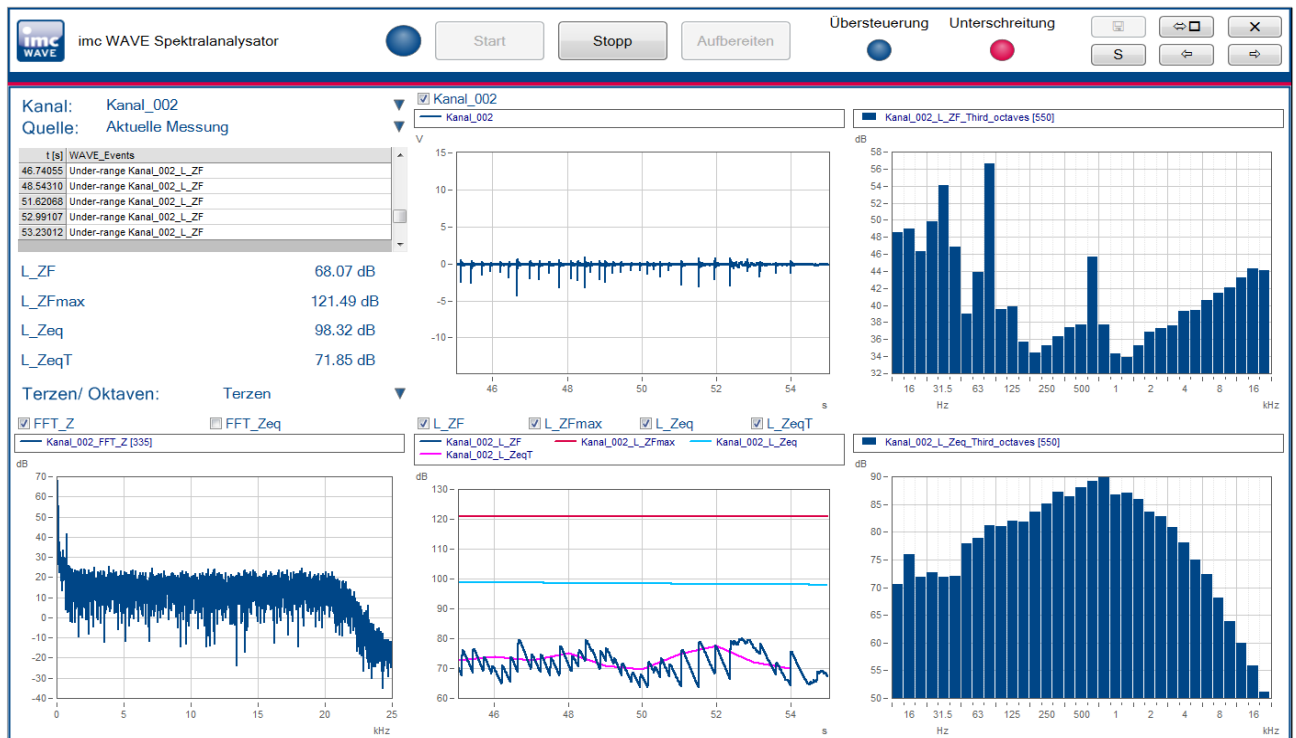 imc WAVE
imc WAVE Spektralanalysator
Start
Stopp
Aufbereiten
Übersteuerung
Unterschreitung
X
S
Kanal: Kanal_002
Quelle: Aktuelle Messung
t [s] WAVE_Events
46.74055 Under-range Kanal_002_L_ZF
48.54310 Under-range Kanal_002_L_ZF
51.62068 Under-range Kanal_002_L_ZF
52.99107 Under-range Kanal_002_L_ZF
53.23012 Under-range Kanal_002_L_ZF
L_ZF 68.07 dB
L_ZFmax 121.49 dB
L_Zeq 98.32 dB
L_ZeqT 71.85 dB
Terzen/ Oktaven: Terzen
Kanal_002
Kanal_002
V
15
10
5
0
-5
-10
46 48 50 52 54
s
Kanal_002_L_ZF_Third_octaves [550]
dB
58
56
54
52
50
48
46
44
42
40
38
36
34
32
16 31.5 63 125 250 500 1 2 4 8 16
Hz kHz
FFT_Z FFT_Zeq
Kanal_002_FFT_Z [335]
dB
70
60
50
40
30
20
10
0
-10
-20
-30
-40
0 5 10 15 20 25
kHz
L_ZF L_ZFmax L_Zeq L_ZeqT
Kanal_002_L_ZF Kanal_002_L_ZFmax Kanal_002_L_Zeq
Kanal_002_L_ZeqT
dB
130
120
110
100
90
80
70
60
46 48 50 52 54
s
Kanal_002_L_Zeq_Third_octaves [550]
dB
90
85
80
75
70
65
60
55
50
16 31.5 63 125 250 500 1 2 4 8 16
Hz kHz